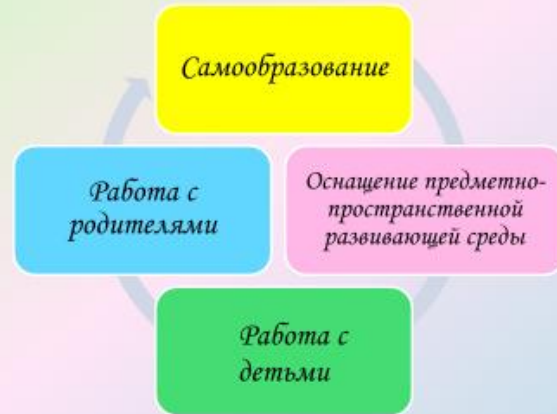 Самообразование
Работа с
родителями
Оснащение предметно-
пространственной
развивающей среды
Работа с
детьми